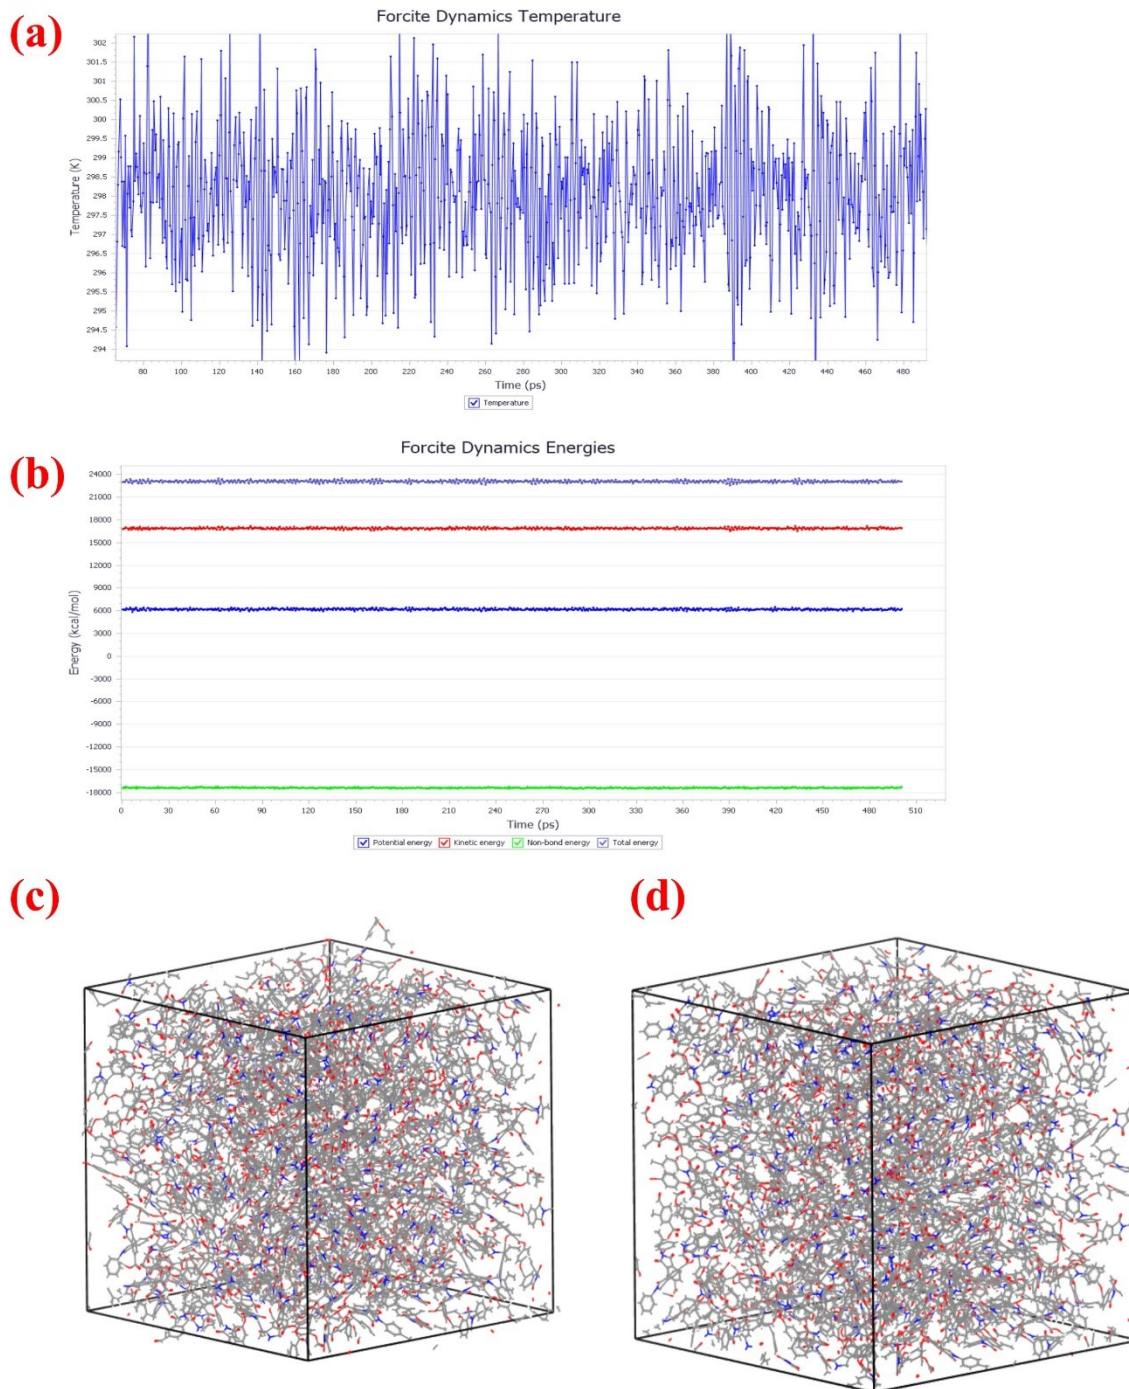 (a)
Forcite Dynamics Temperature
302
301.5
301
300.5
300
299.5
299
298.5
298
297.5
297
296.5
296
295.5
295
294.5
294
Temperature (K)
80 100 120 140 160 180 200 220 240 260 280 300 320 340 360 380 400 420 440 460 480
Time (ps)
Temperature
(b)
Forcite Dynamics Energies
24000
21000
18000
15000
12000
9000
6000
3000
0
-3000
-6000
-9000
-12000
-15000
-18000
Energy (kcal/mol)
0 30 60 90 120 150 180 210 240 270 300 330 360 390 420 450 480 510
Time (ps)
Potential energy Kinetic energy Non-bond energy Total energy
(c)
(d)